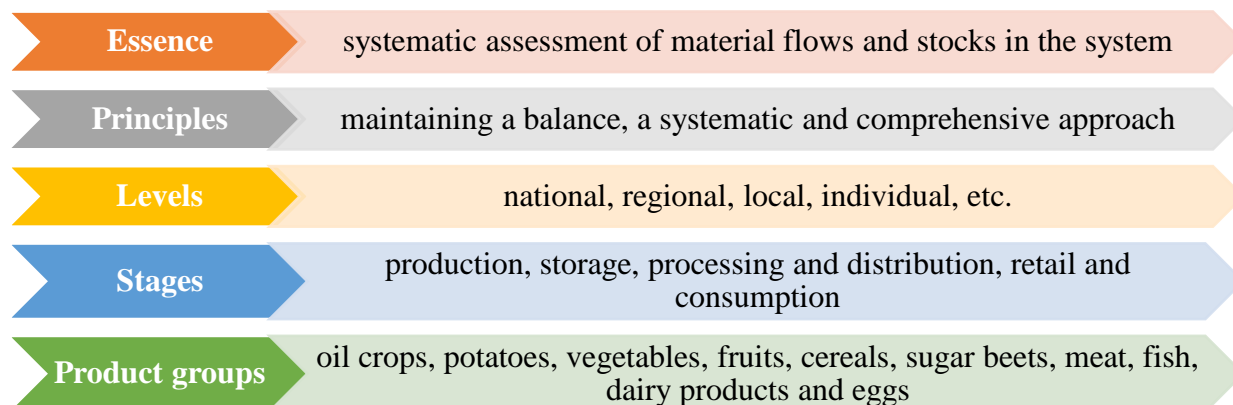 Essence
systematic assessment of material flows and stocks in the system
Principles
maintaining a balance, a systematic and comprehensive approach
Levels
national, regional, local, individual, etc.
Stages
production, storage, processing and distribution, retail and
consumption
Product groups
oil crops, potatoes, vegetables, fruits, cereals, sugar beets, meat, fish,
dairy products and eggs